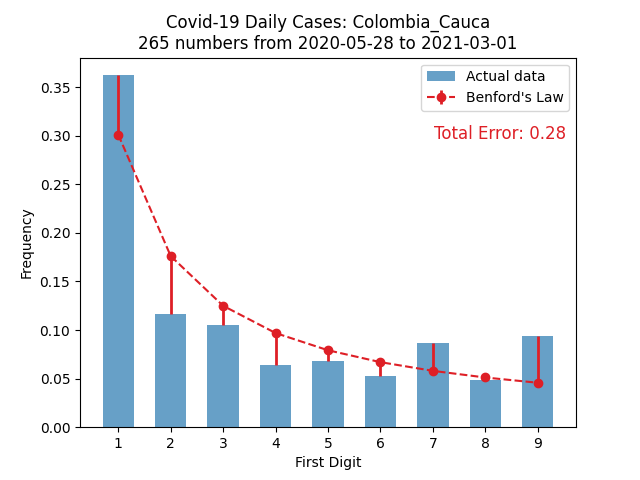 Covid-19 Daily Cases: Colombia_Cauca
265 numbers from 2020-05-28 to 2021-03-01
Actual data
Benford's Law
Total Error: 0.28
Frequency
0.35
0.30
0.25
0.20
0.15
0.10
0.05
0.00
1 2 3 4 5 6 7 8 9
First Digit